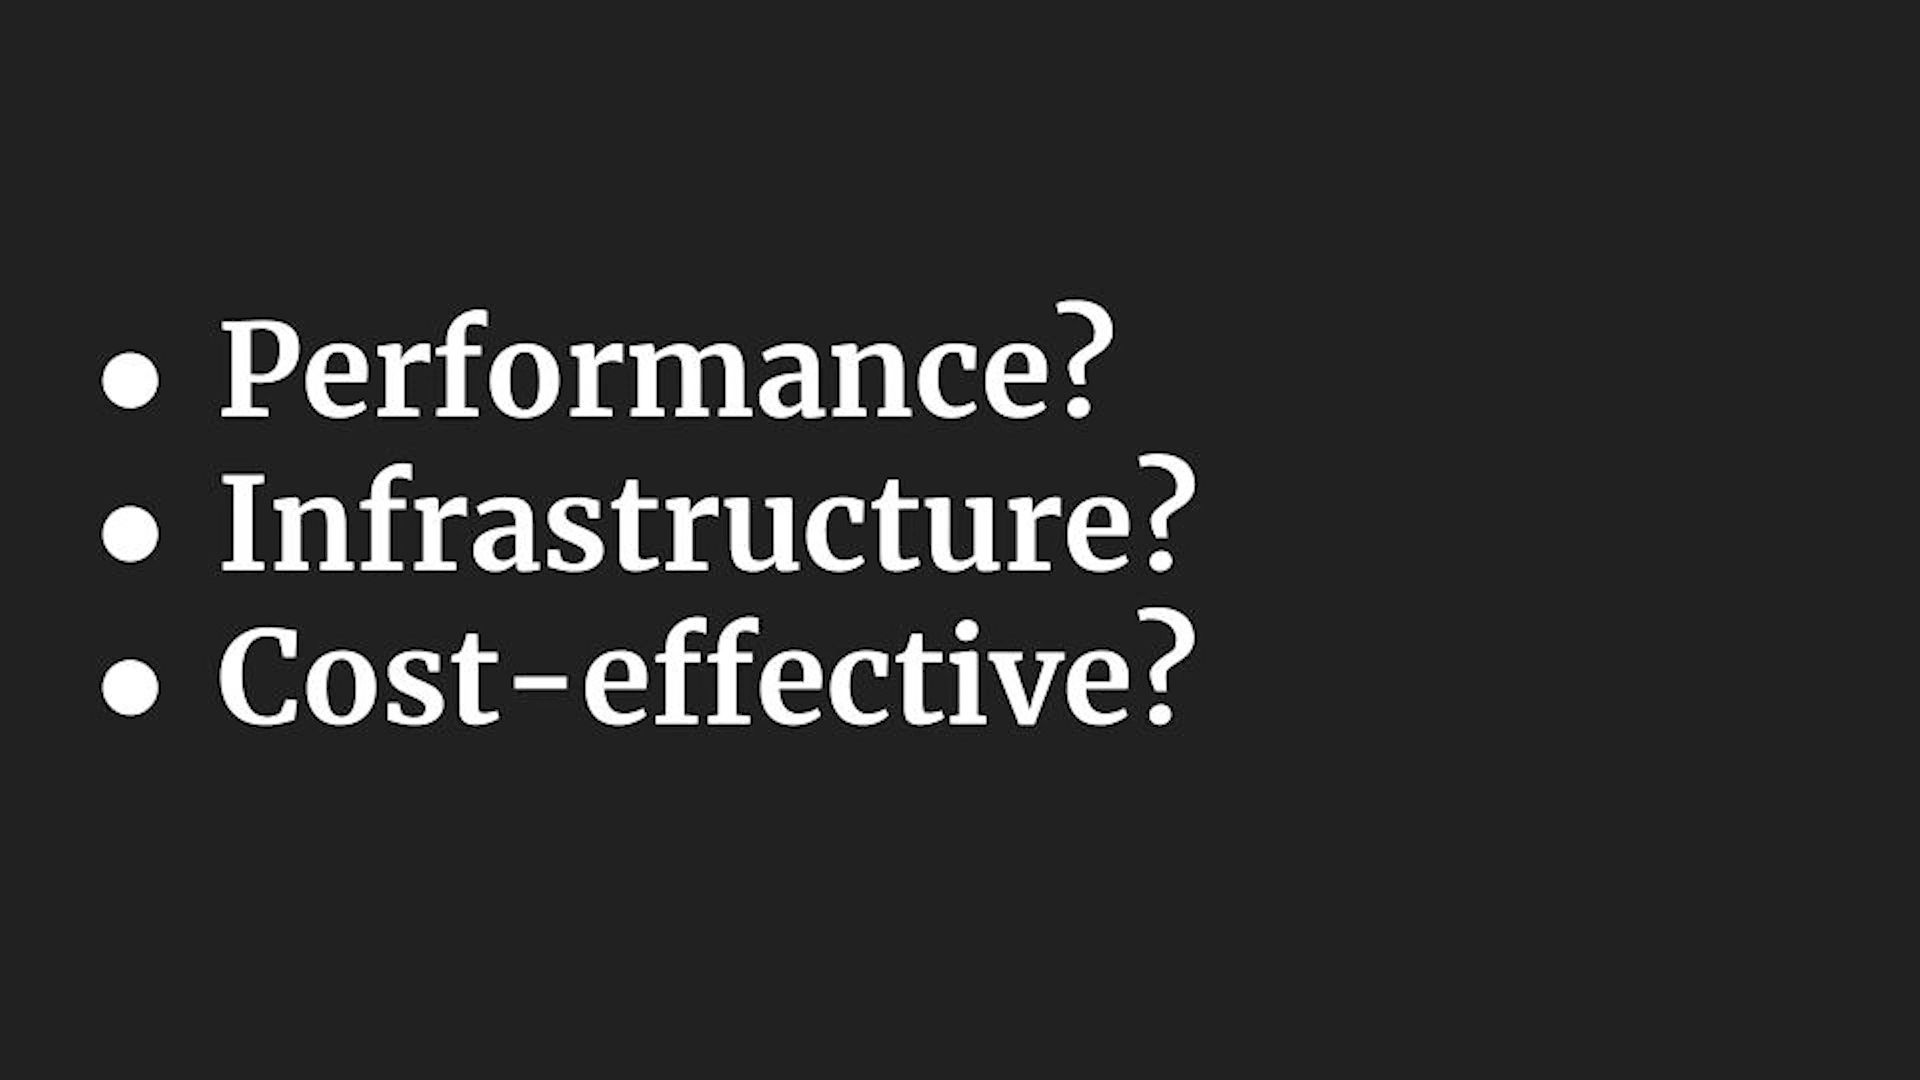 ● Performance?
● Infrastructure?
● Cost-effective?